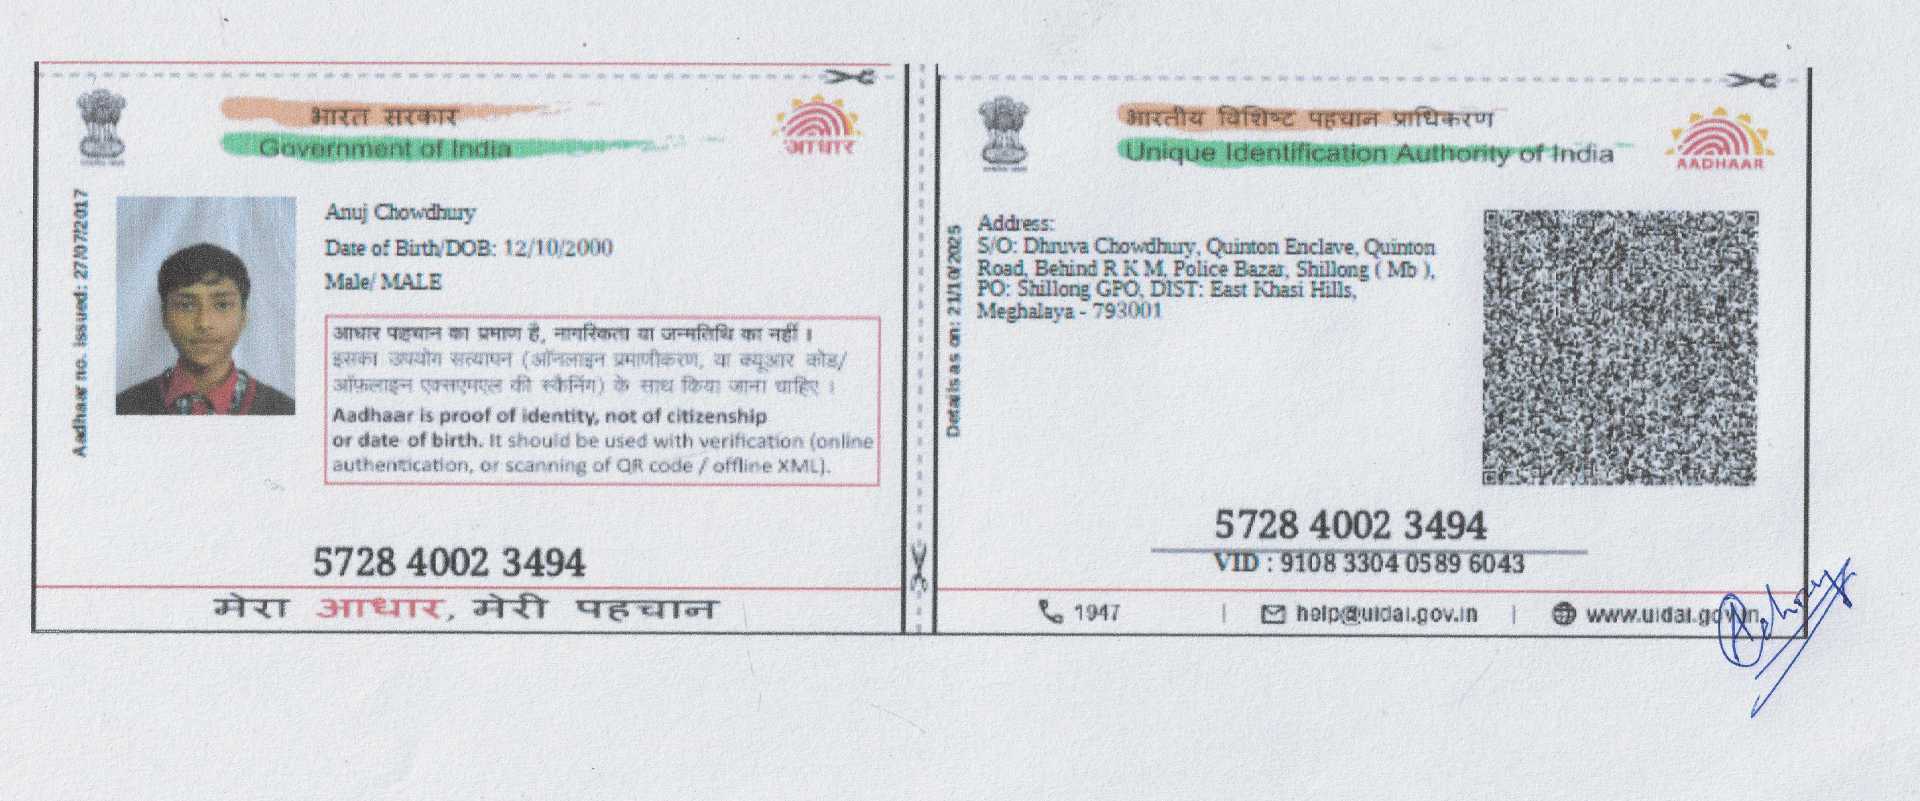 भारत सरकार
Government of India
आधार
Aadhaar no. issued: 27/07/2017
Anuj Chowdhury
Date of Birth/DOB: 12/10/2000
Male/ MALE
आधार पहचान का प्रमाण है, नागरिकता या जन्मतिथि का नहीं ।
इसका उपयोग सत्यापन (ऑनलाइन प्रमाणीकरण, या क्यूआर कोड/
ऑफ़लाइन एक्सएमएल की स्कैनिंग) के साथ किया जाना चाहिए ।
Aadhaar is proof of identity, not of citizenship
or date of birth. It should be used with verification (online
authentication, or scanning of QR code / offline XML).
5728 4002 3494
मेरा आधार, मेरी पहचान
भारतीय विशिष्ट पहचान प्राधिकरण
Unique Identification Authority of India
AADHAAR
Details as on: 21/10/2025
Address:
S/O: Dhruva Chowdhury, Quinton Enclave, Quinton
Road, Behind R K M, Police Bazar, Shillong ( Mb ),
PO: Shillong GPO, DIST: East Khasi Hills,
Meghalaya - 793001
5728 4002 3494
VID : 9108 3304 0589 6043
1947 | help@uidai.gov.in | www.uidai.gov.in